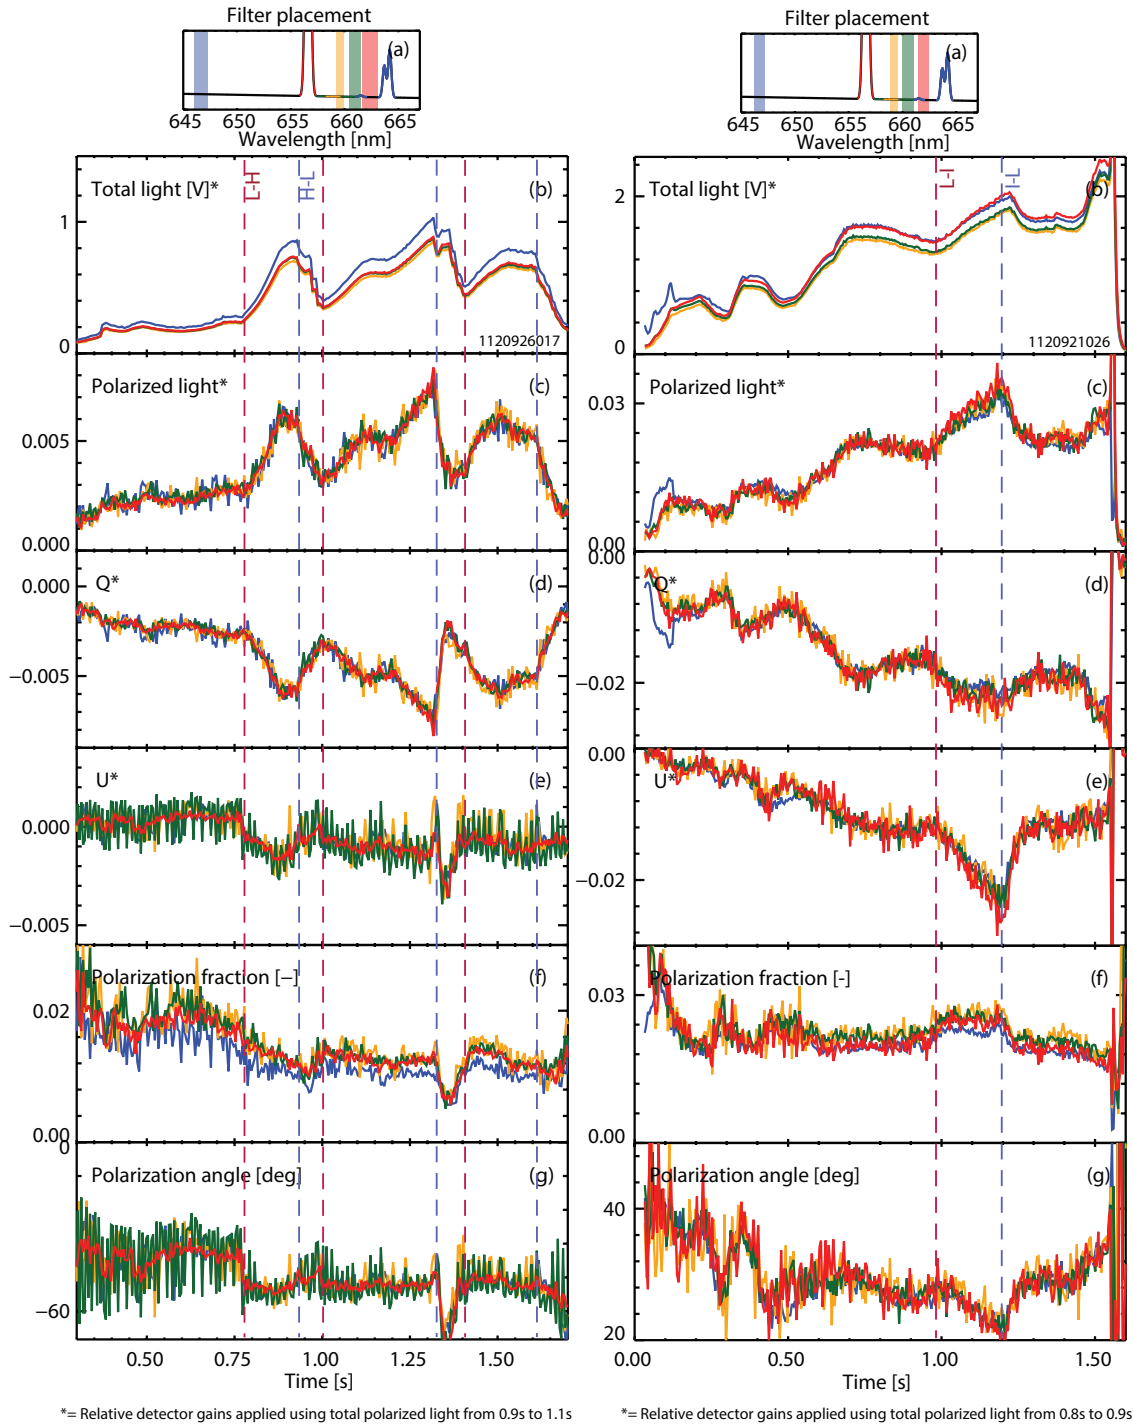 Filter placement
(a)
645 650 655 660 665
Wavelength [nm]
Total light [V]*
L-H
H-L
(b)
1
0
1120926017
Polarized light*
(c)
0.005
0.000
Q*
(d)
0.000
−0.005
U*
(e)
0.000
−0.005
Polarization fraction [−]
(f)
0.02
0.00
Polarization angle [deg]
(g)
0
−60
0.50 0.75 1.00 1.25 1.50
Time [s]
*= Relative detector gains applied using total polarized light from 0.9s to 1.1s
Filter placement
(a)
645 650 655 660 665
Wavelength [nm]
Total light [V]*
L-I
I-L
(b)
2
0
1120921026
Polarized light*
(c)
0.03
0.00
Q*
(d)
0.00
−0.02
U*
(e)
0.00
−0.02
Polarization fraction [-]
(f)
0.03
0.00
Polarization angle [deg]
(g)
40
20
0.00 0.50 1.00 1.50
Time [s]
*= Relative detector gains applied using total polarized light from 0.8s to 0.9s